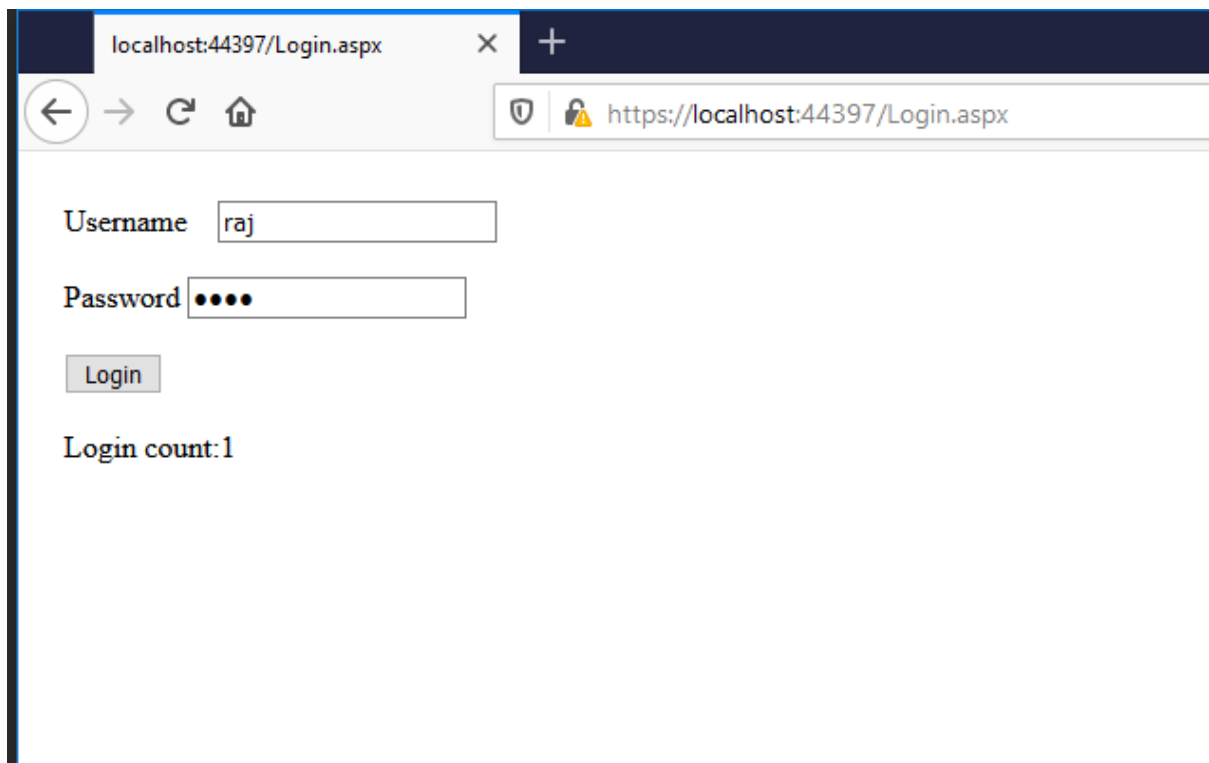 localhost:44397/Login.aspx
https://localhost:44397/Login.aspx
Username raj
Password ••••
Login
Login count:1